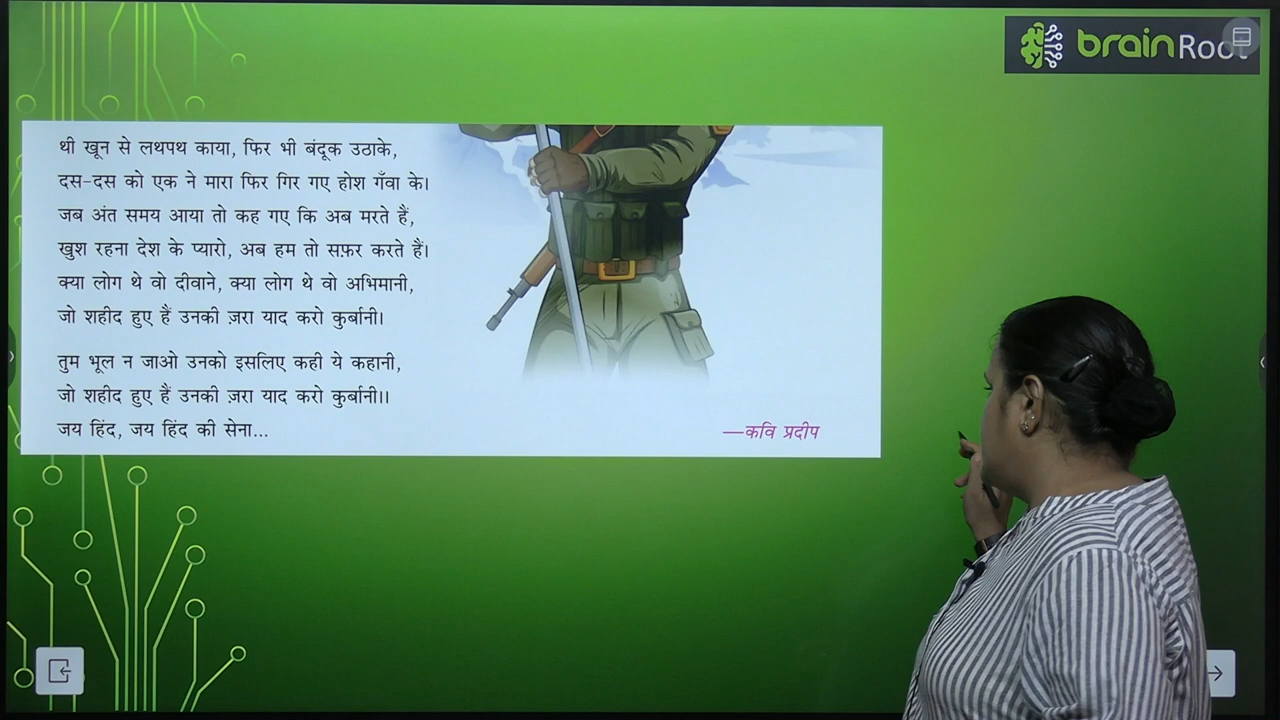 brainRoot
थी खून से लथपथ काया, फिर भी बंदूक उठाके,
दस-दस को एक ने मारा फिर गिर गए होश गँवा के।
जब अंत समय आया तो कह गए कि अब मरते हैं,
खुश रहना देश के प्यारो, अब हम तो सफ़र करते हैं।
क्या लोग थे वो दीवाने, क्या लोग थे वो अभिमानी,
जो शहीद हुए हैं उनकी ज़रा याद करो कुर्बानी।
तुम भूल न जाओ उनको इसलिए कही ये कहानी,
जो शहीद हुए हैं उनकी ज़रा याद करो कुर्बानी।।
जय हिंद, जय हिंद की सेना...
—कवि प्रदीप